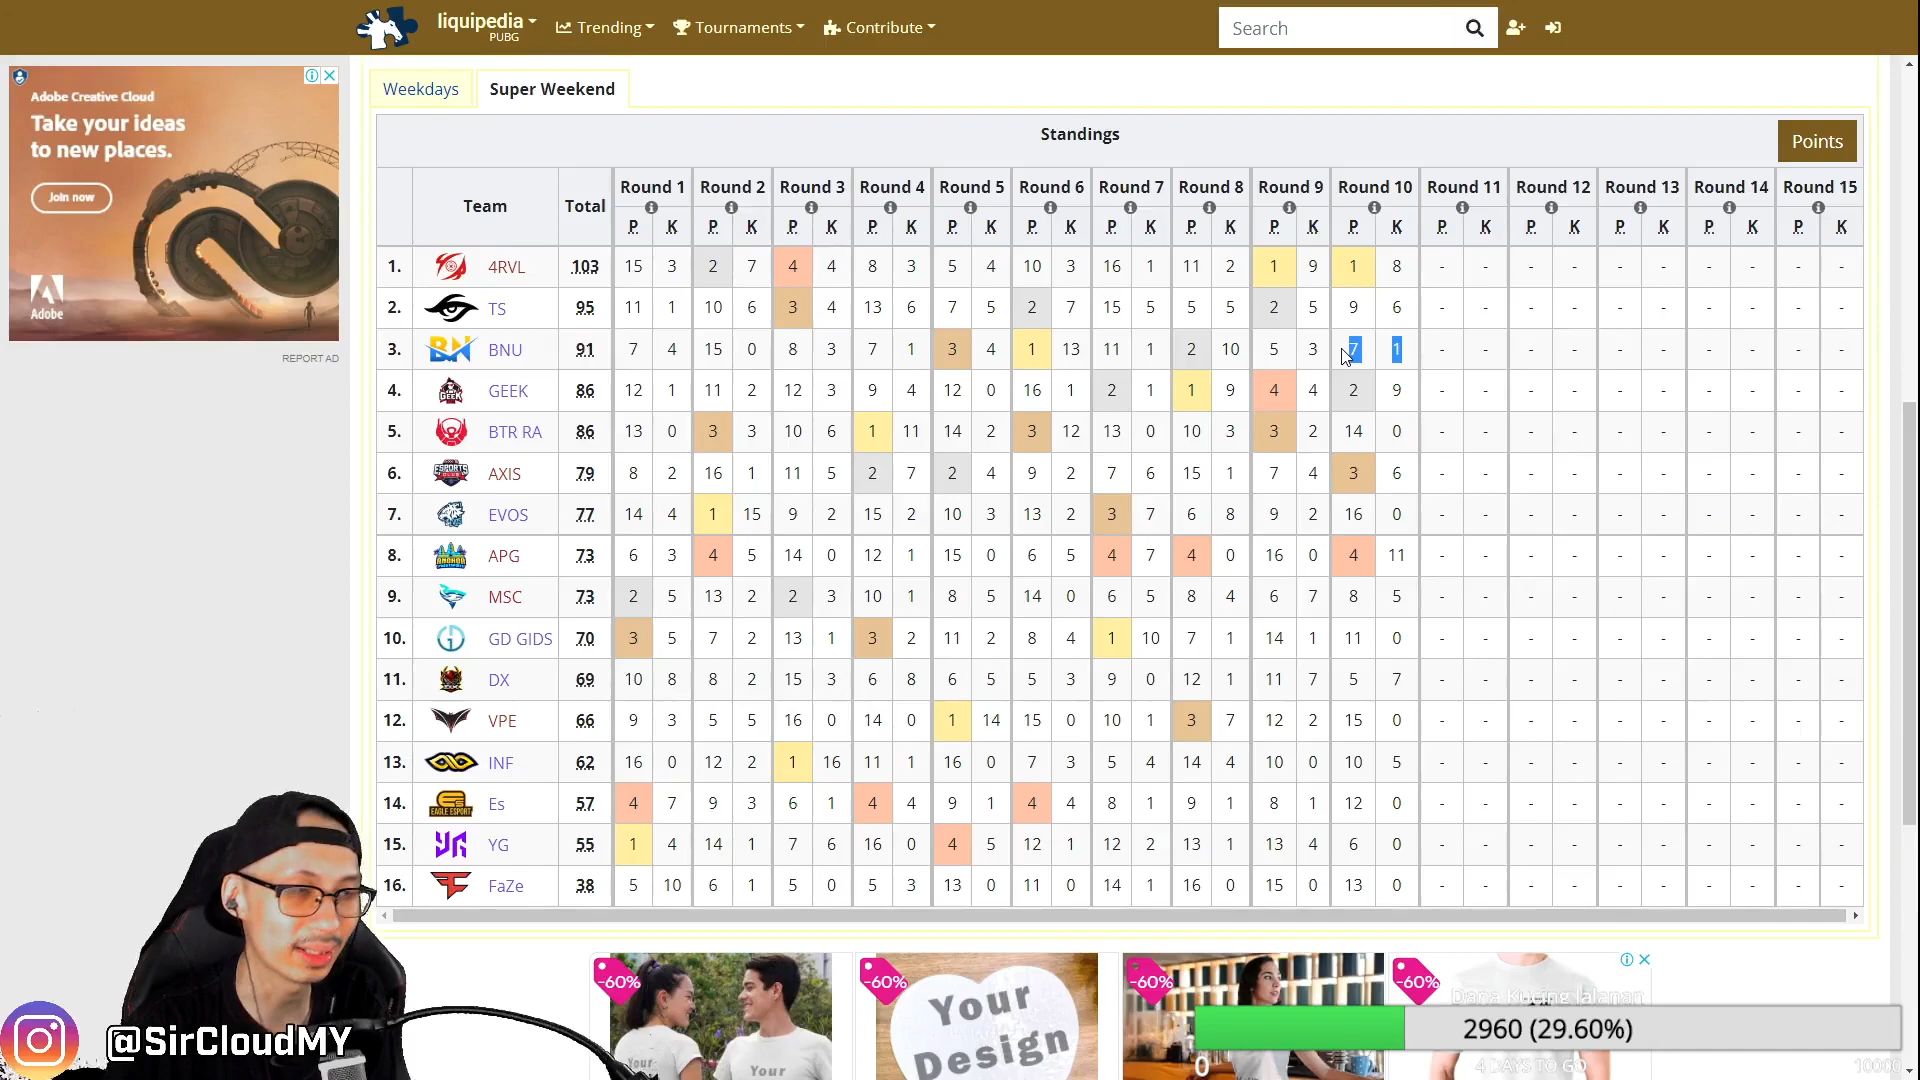 liquipedia
PUBG
Trending
Tournaments
Contribute
Search
Adobe Creative Cloud
Take your ideas
to new places.
Join now
Adobe
REPORT AD
Weekdays
Super Weekend
Standings
Points
Team Total Round 1 Round 2 Round 3 Round 4 Round 5 Round 6 Round 7 Round 8 Round 9 Round 10 Round 11 Round 12 Round 13 Round 14 Round 15
P K P K P K P K P K P K P K P K P K P K P K P K P K P K P K
1. 4RVL 103 15 3 2 7 4 4 8 3 5 4 10 3 16 1 11 2 1 9 1 8 - - - - - - - - - -
2. TS 95 11 1 10 6 3 4 13 6 7 5 2 7 15 5 5 5 2 5 9 6 - - - - - - - - - -
3. BNU 91 7 4 15 0 8 3 7 1 3 4 1 13 11 1 2 10 5 3 7 1 - - - - - - - - - -
4. GEEK 86 12 1 11 2 12 3 9 4 12 0 16 1 2 1 1 9 4 4 2 9 - - - - - - - - - -
5. BTR RA 86 13 0 3 3 10 6 1 11 14 2 3 12 13 0 10 3 3 2 14 0 - - - - - - - - - -
6. AXIS 79 8 2 16 1 11 5 2 7 2 4 9 2 7 6 15 1 7 4 3 6 - - - - - - - - - -
7. EVOS 77 14 4 1 15 9 2 15 2 10 3 13 2 3 7 6 8 9 2 16 0 - - - - - - - - - -
8. APG 73 6 3 4 5 14 0 12 1 15 0 6 5 4 7 4 0 16 0 4 11 - - - - - - - - - -
9. MSC 73 2 5 13 2 2 3 10 1 8 5 14 0 6 5 8 4 6 7 8 5 - - - - - - - - - -
10. GD GIDS 70 3 5 7 2 13 1 3 2 11 2 8 4 1 10 7 1 14 1 11 0 - - - - - - - - - -
11. DX 69 10 8 8 2 15 3 6 8 6 5 5 3 9 0 12 1 11 7 5 7 - - - - - - - - - -
12. VPE 66 9 3 5 5 16 0 14 0 1 14 15 0 10 1 3 7 12 2 15 0 - - - - - - - - - -
13. INF 62 16 0 12 2 1 16 11 1 16 0 7 3 5 4 14 4 10 0 10 5 - - - - - - - - - -
14. Es 57 4 7 9 3 6 1 4 4 9 1 4 4 8 1 9 1 8 1 12 0 - - - - - - - - - -
15. YG 55 1 4 14 1 7 6 16 0 4 5 12 1 12 2 13 1 13 4 6 0 - - - - - - - - - -
16. FaZe 38 5 10 6 1 5 0 5 3 13 0 11 0 14 1 16 0 15 0 13 0 - - - - - - - - - -
-60%
-60%
-60%
-60%
Your
Your
Your
Design
Dana Kucing Jalanan
2960 (29.60%)
0
4 DAYS TO GO
10000
@SirCloudMY